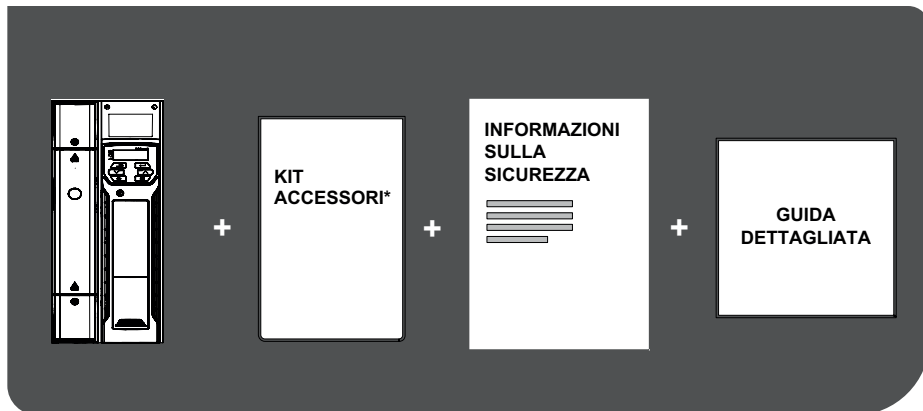 KIT
ACCESSORI*
INFORMAZIONI
SULLA
SICUREZZA
GUIDA
DETTAGLIATA